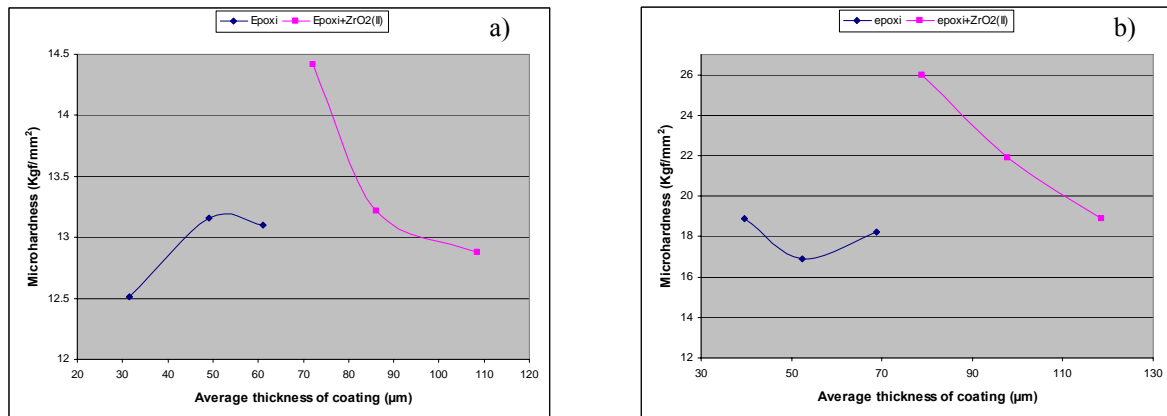 Epoxi Epoxi+ZrO2(II)
a)
Microhardness (Kgf/mm²)
14.5
14
13.5
13
12.5
12
20 30 40 50 60 70 80 90 100 110 120
Average thickness of coating (µm)
epoxi epoxi+ZrO2(II)
b)
Microhardness (Kgf/mm²)
26
24
22
20
18
16
14
12
30 50 70 90 110 130
Average thickness of coating (µm)